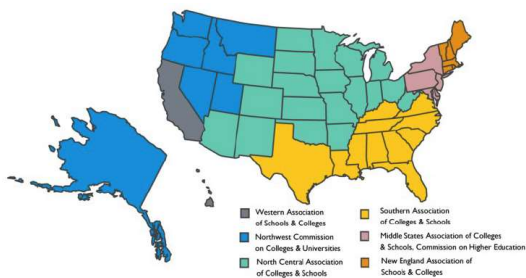 Western Association
of Schools & Colleges
Northwest Commission
on Colleges & Universities
North Central Association
of Colleges & Schools
Southern Association
of Colleges & Schools
Middle States Association of Colleges
& Schools, Commission on Higher Education
New England Association of
Schools & Colleges